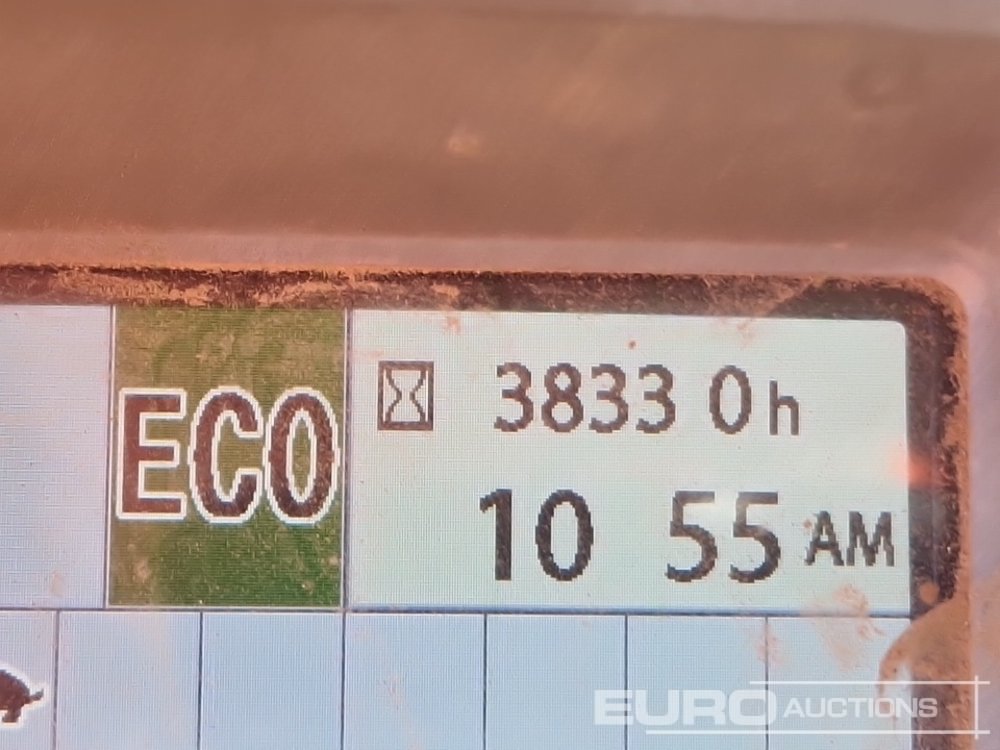 ECO
3833 0h
10 55 AM
EURO AUCTIONS